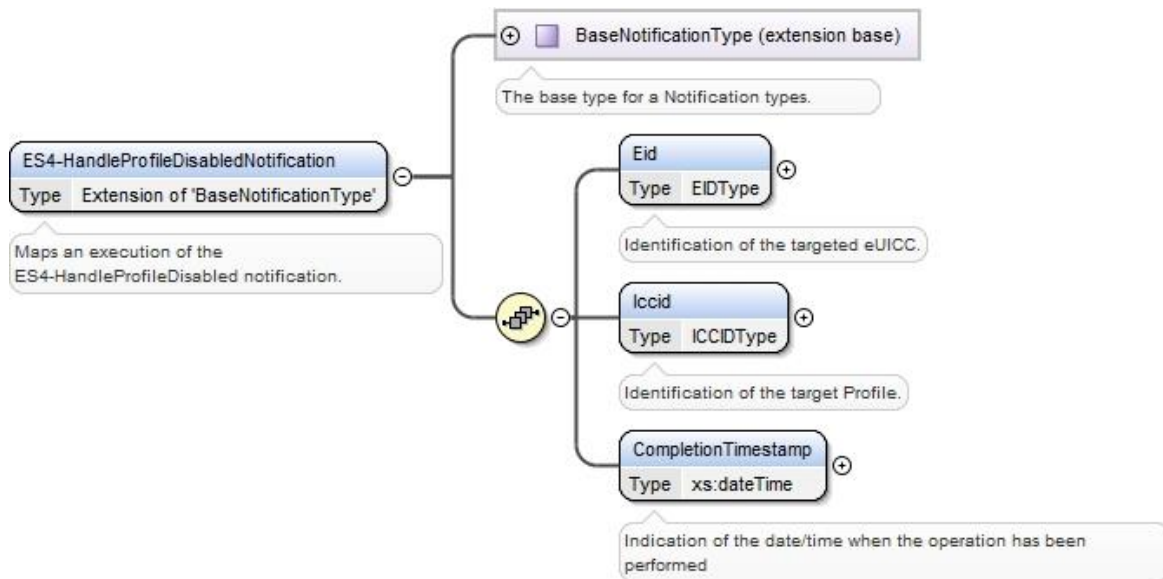 BaseNotificationType (extension base)
The base type for a Notification types.
ES4-HandleProfileDisabledNotification
Type Extension of 'BaseNotificationType'
Maps an execution of the
ES4-HandleProfileDisabled notification.
Eid
Type EIDType
Identification of the targeted eUICC.
Iccid
Type ICCIDType
Identification of the target Profile.
CompletionTimestamp
Type xs:dateTime
Indication of the date/time when the operation has been
performed